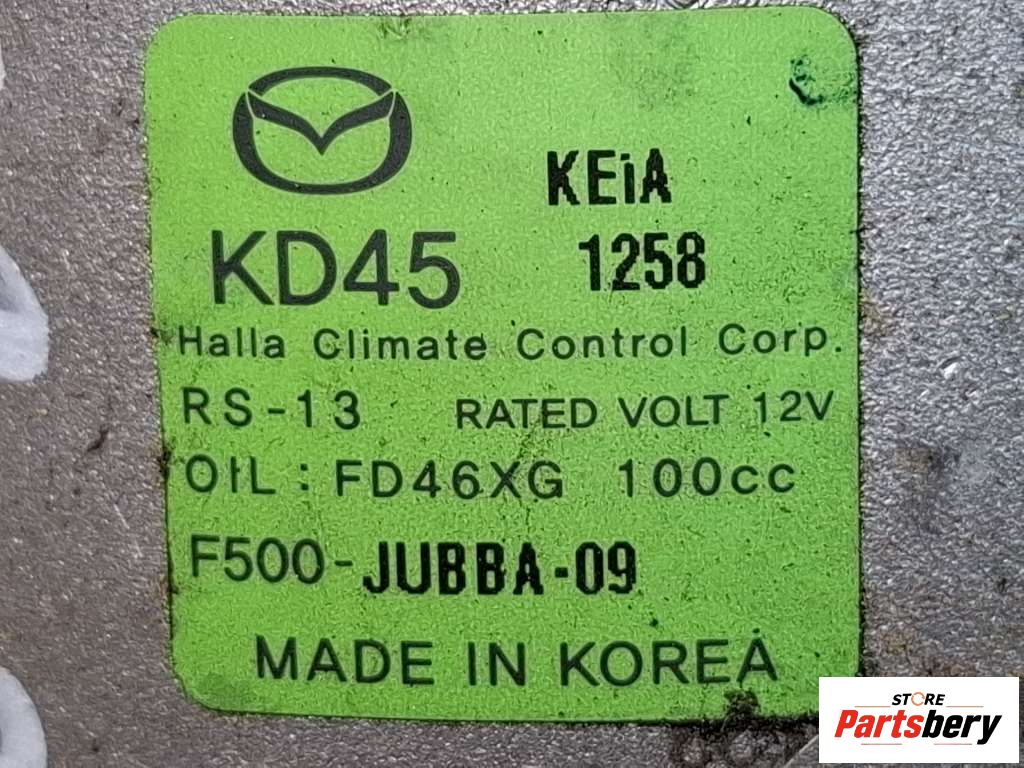 KEiA
KD45 1258
Halla Climate Control Corp.
RS-13 RATED VOLT 12V
OIL: FD46XG 100cc
F500-JUBBA-09
MADE IN KOREA
STORE
Partsbery